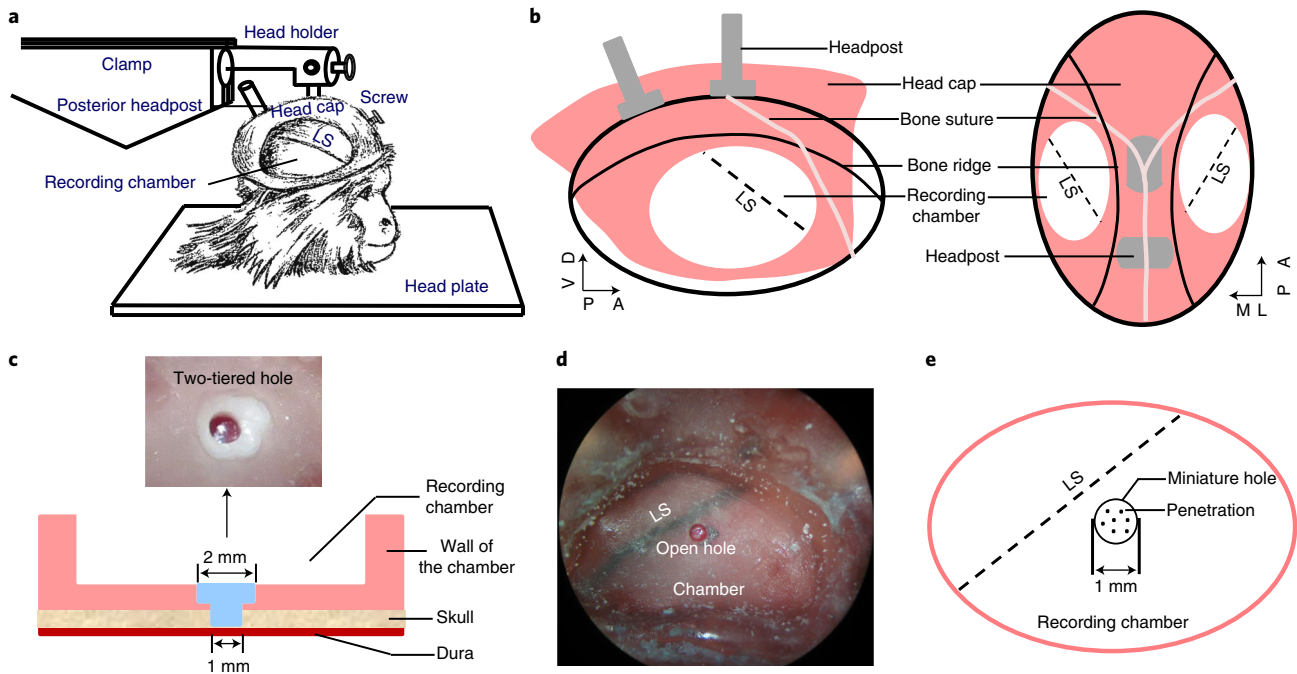 a
Head holder
Clamp
Posterior headpost
Head cap
Screw
LS
Recording chamber
Head plate
b
Headpost
Head cap
Bone suture
Bone ridge
Recording
chamber
Headpost
LS
LS
LS
D
V
P A
A
P
M L
c
Two-tiered hole
Recording
chamber
2 mm
Wall of
the chamber
Skull
Dura
1 mm
d
LS
Open hole
Chamber
e
LS
Miniature hole
Penetration
1 mm
Recording chamber